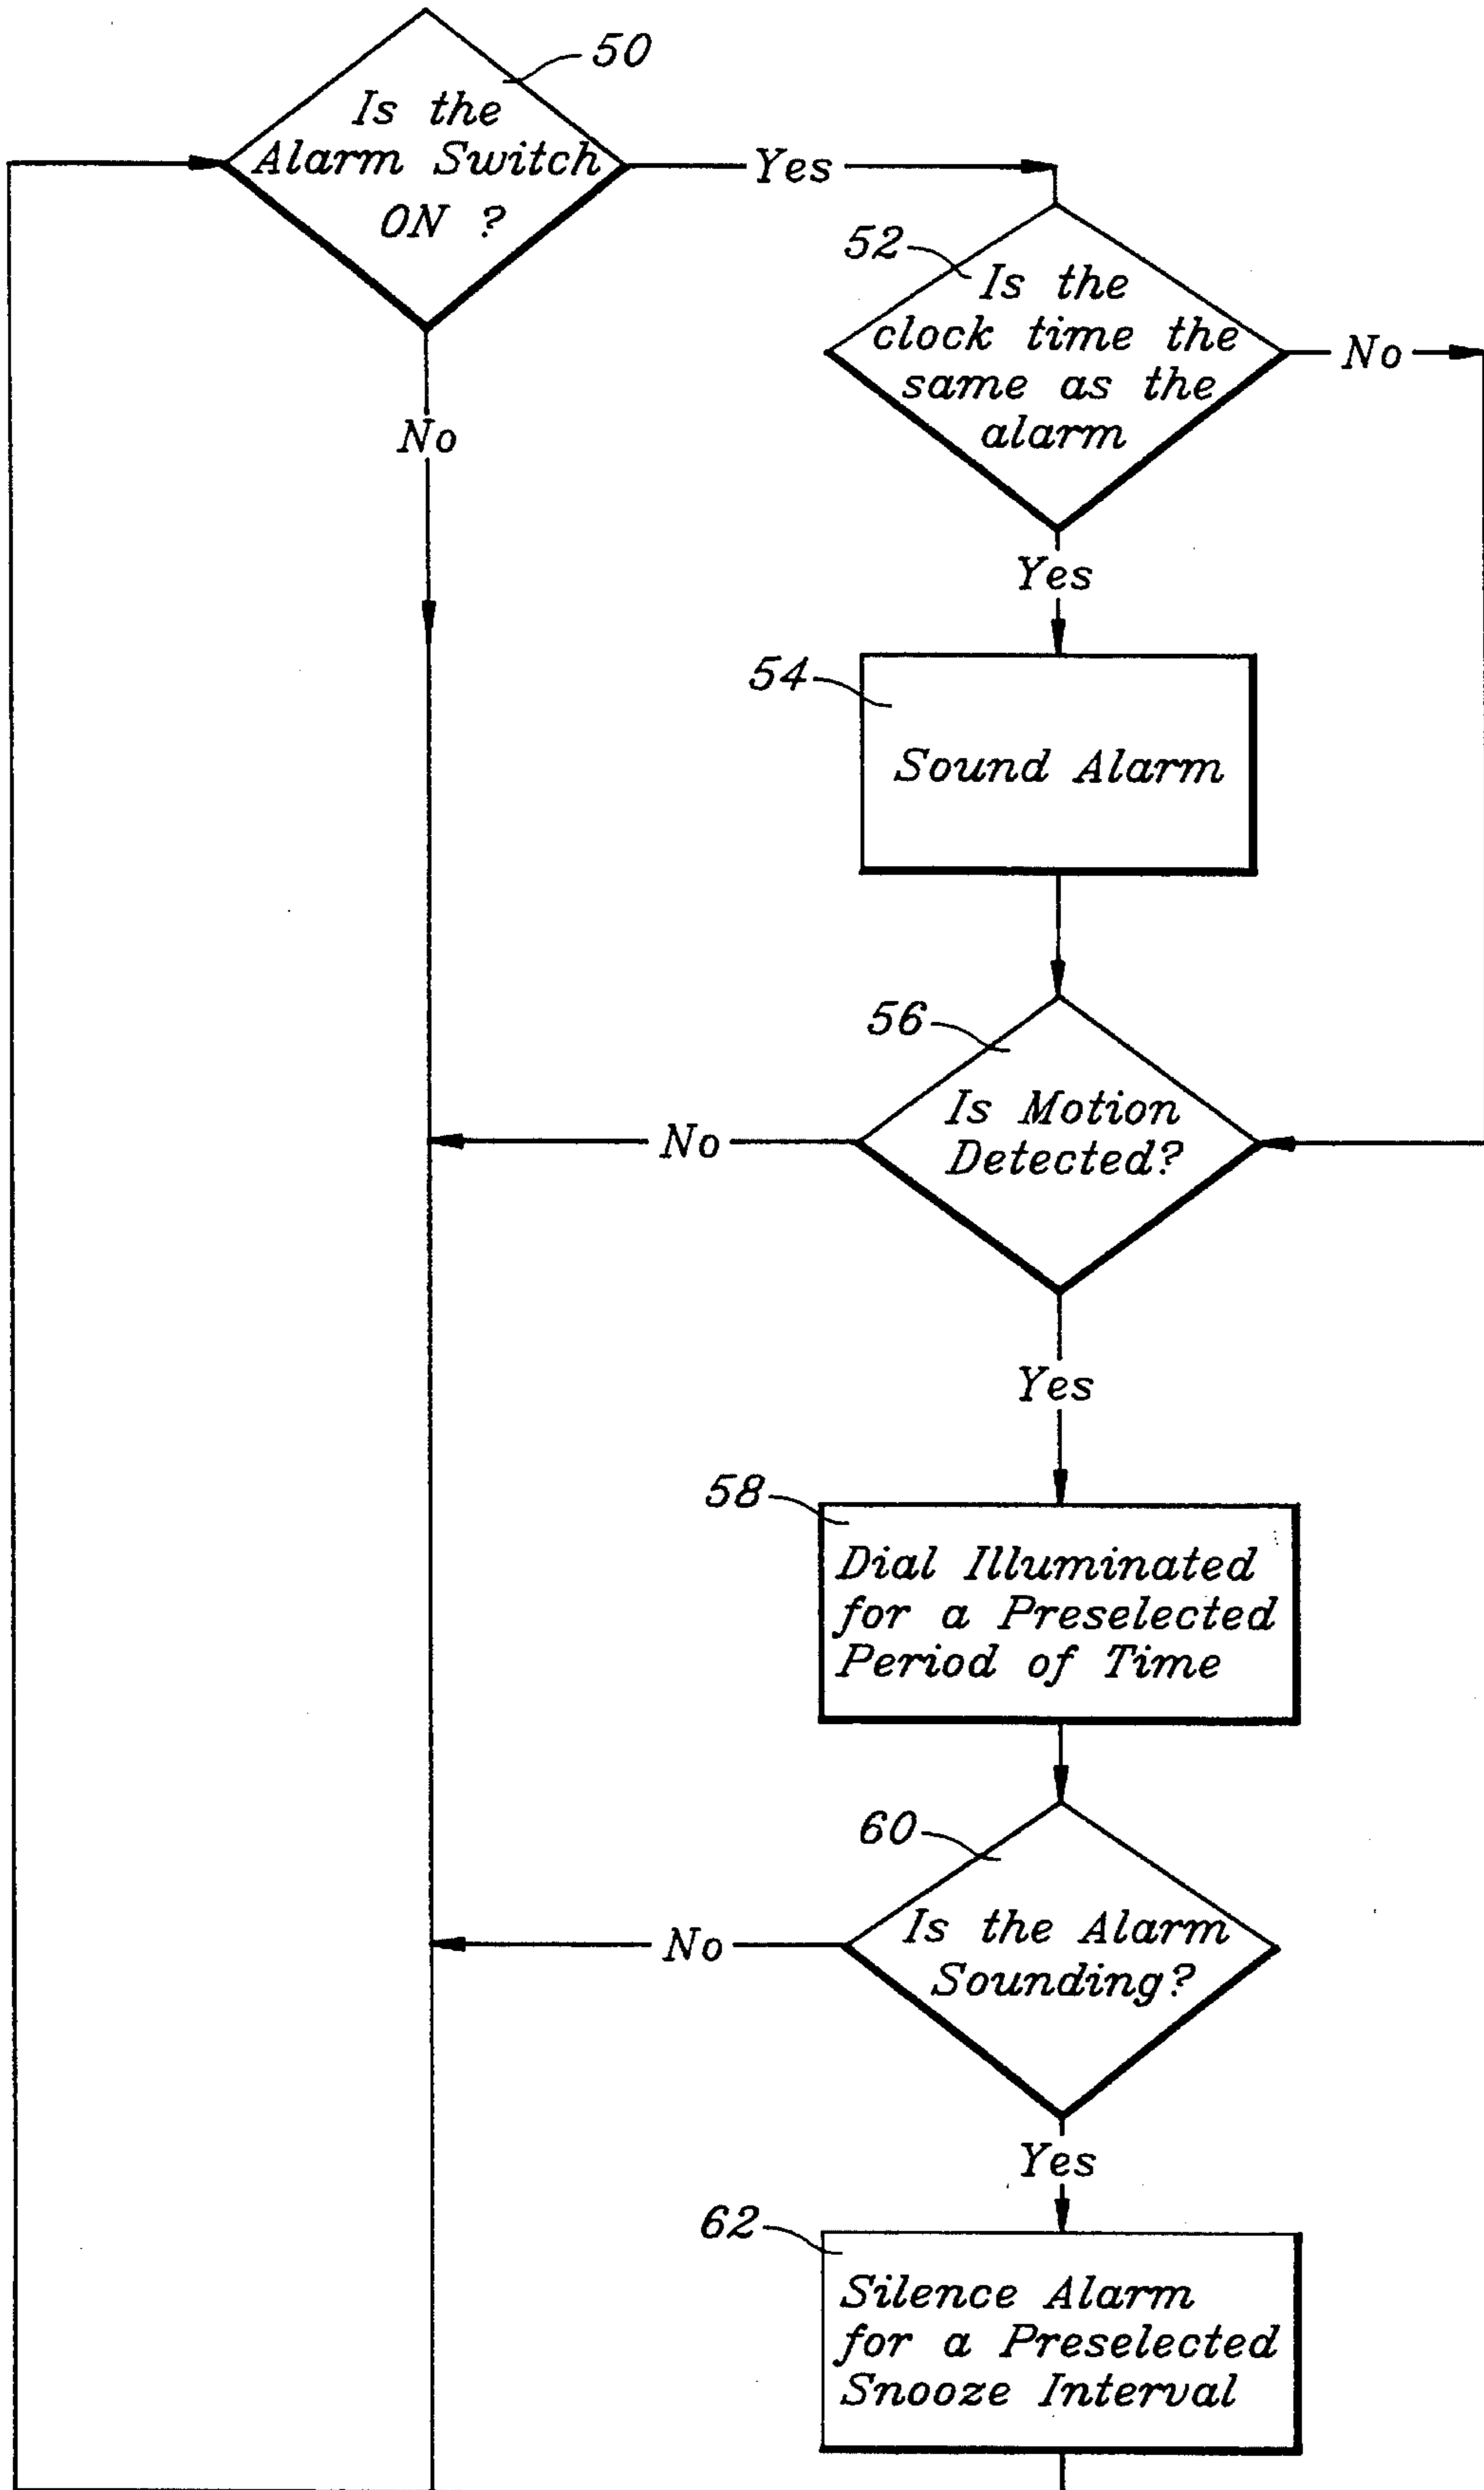 50
Is the
Alarm Switch
ON ?
Yes
No
52
Is the
clock time the
same as the
alarm
No
Yes
54
Sound Alarm
56
Is Motion
Detected?
No
Yes
58
Dial Illuminated
for a Preselected
Period of Time
60
Is the Alarm
Sounding?
No
Yes
62
Silence Alarm
for a Preselected
Snooze Interval